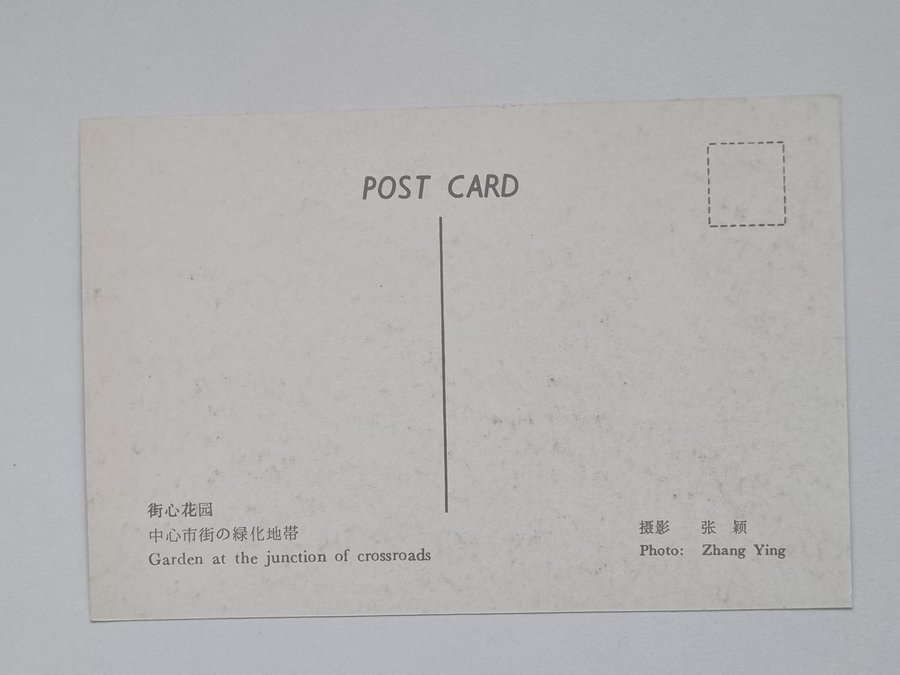 POST CARD
街心花园
中心市街の緑化地帯
Garden at the junction of crossroads
摄影 张 颖
Photo: Zhang Ying